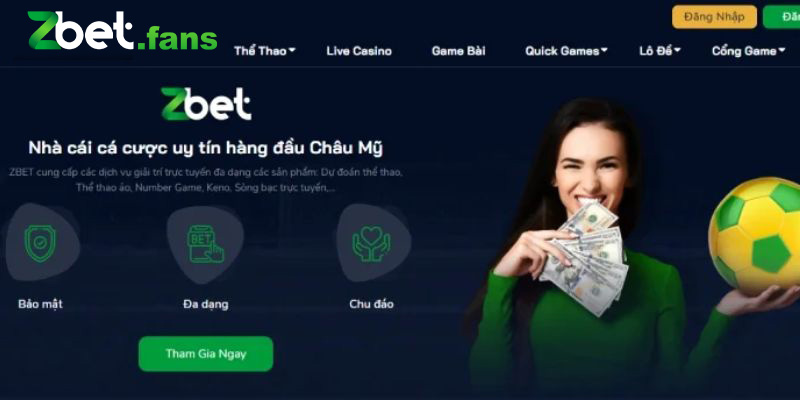 Zbet.fans
Đăng Nhập
Thể Thao
Live Casino
Game Bài
Quick Games
Lô Đề
Cổng Game
Zbet
Nhà cái cá cược uy tín hàng đầu Châu Mỹ
ZBET cung cấp các dịch vụ giải trí trực tuyến đa dạng các sản phẩm: Dự đoán thể thao,
Thể thao ảo, Number Game, Keno, Sòng bạc trực tuyến,...
BET
Bảo mật
Đa dạng
Chu đáo
Tham Gia Ngay